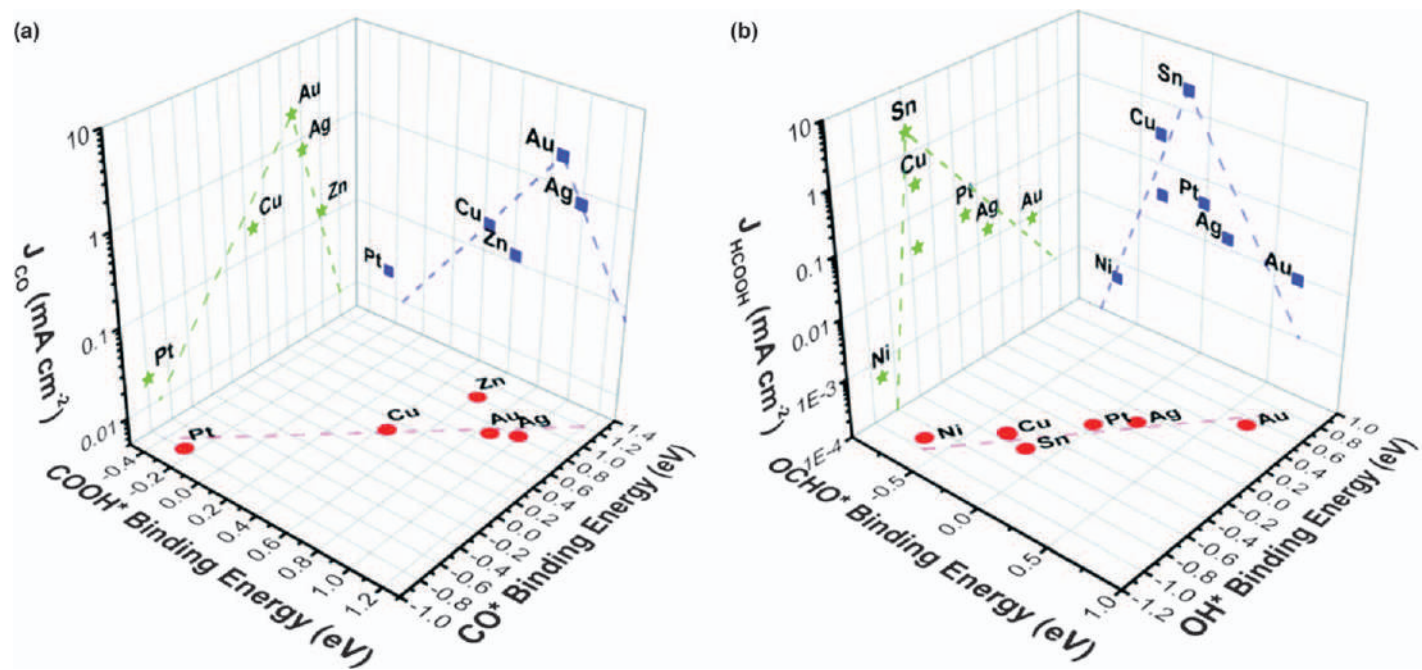 (a)
Au
Ag
Cu
Zn
Pt
Au
Ag
Cu
Zn
Pt
Zn
Cu
Au
Ag
Pt
10
1
0.1
0.01
J CO (mA cm-2)
-0.4
-0.2
0.0
0.2
0.4
0.6
0.8
1.0
1.2
COOH* Binding Energy (eV)
1.4
1.2
1.0
0.8
0.6
0.4
0.2
0.0
-0.2
-0.4
-0.6
-0.8
-1.0
CO* Binding Energy (eV)
(b)
Sn
Cu
Pt
Ag
Au
Ni
Sn
Cu
Pt
Ag
Ni
Au
Ni
Cu
Sn
Pt
Ag
Au
10
1
0.1
0.01
1E-3
1E-4
J HCOOH (mA cm-2)
-0.5
0.0
0.5
1.0
OCHO* Binding Energy (eV)
1.0
0.8
0.6
0.4
0.2
0.0
-0.2
-0.4
-0.6
-0.8
-1.0
-1.2
OH* Binding Energy (eV)